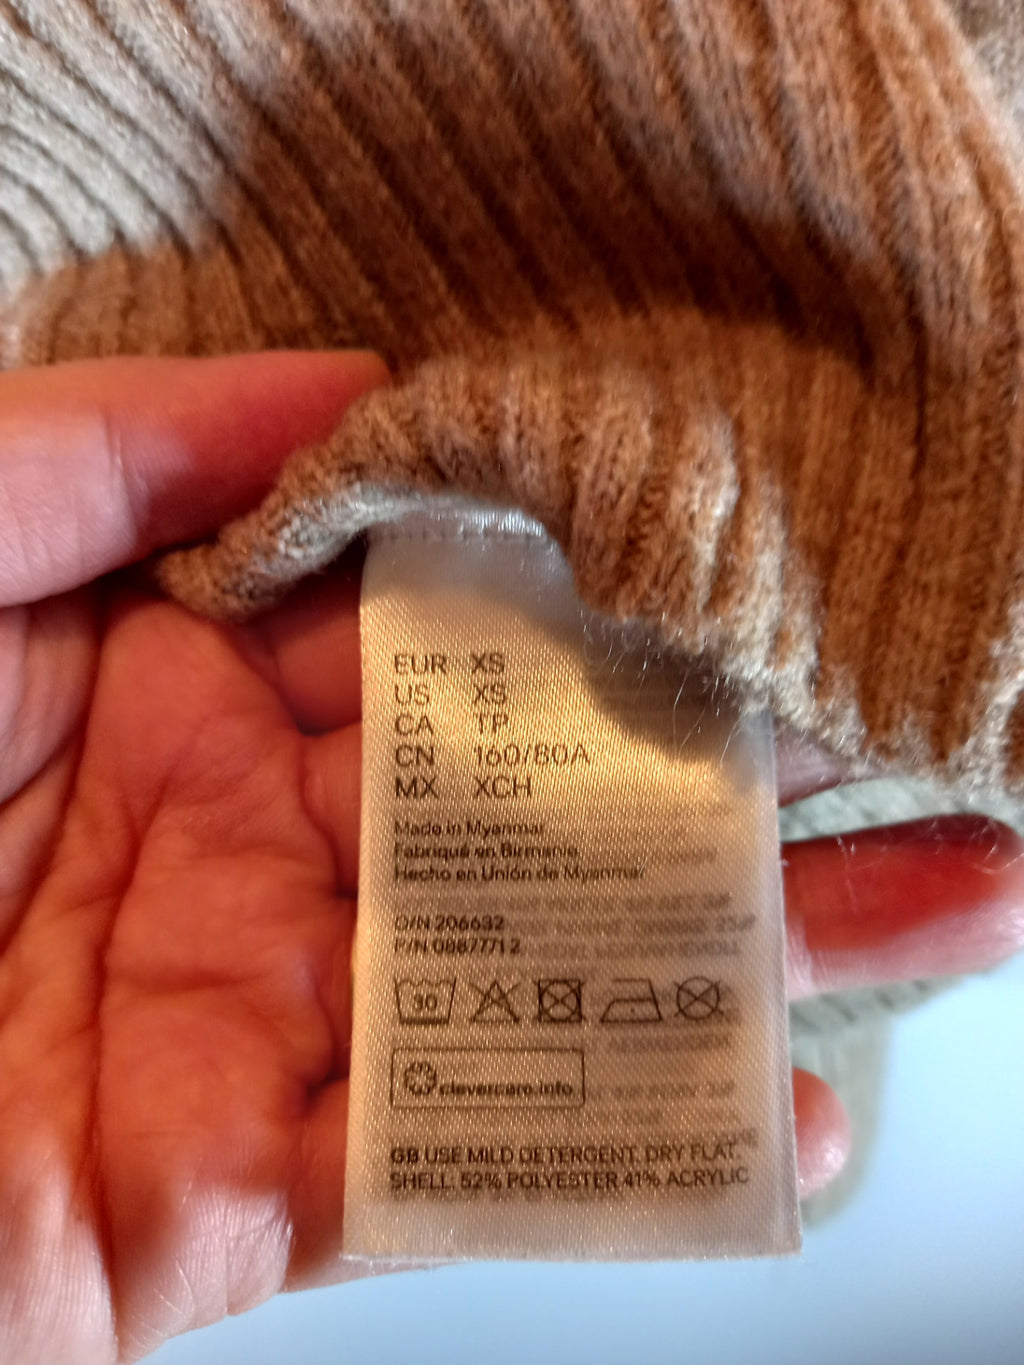 EUR XS
US XS
CA TP
CN 160/80A
MX XCH
Made in Myanmar
Fabriqué en Birmanie
Hecho en Unión de Myanmar
O/N 206632
P/N 0887771 2
30
clevercare.info
GB USE MILD DETERGENT. DRY FLAT.
SHELL: 52% POLYESTER 41% ACRYLIC